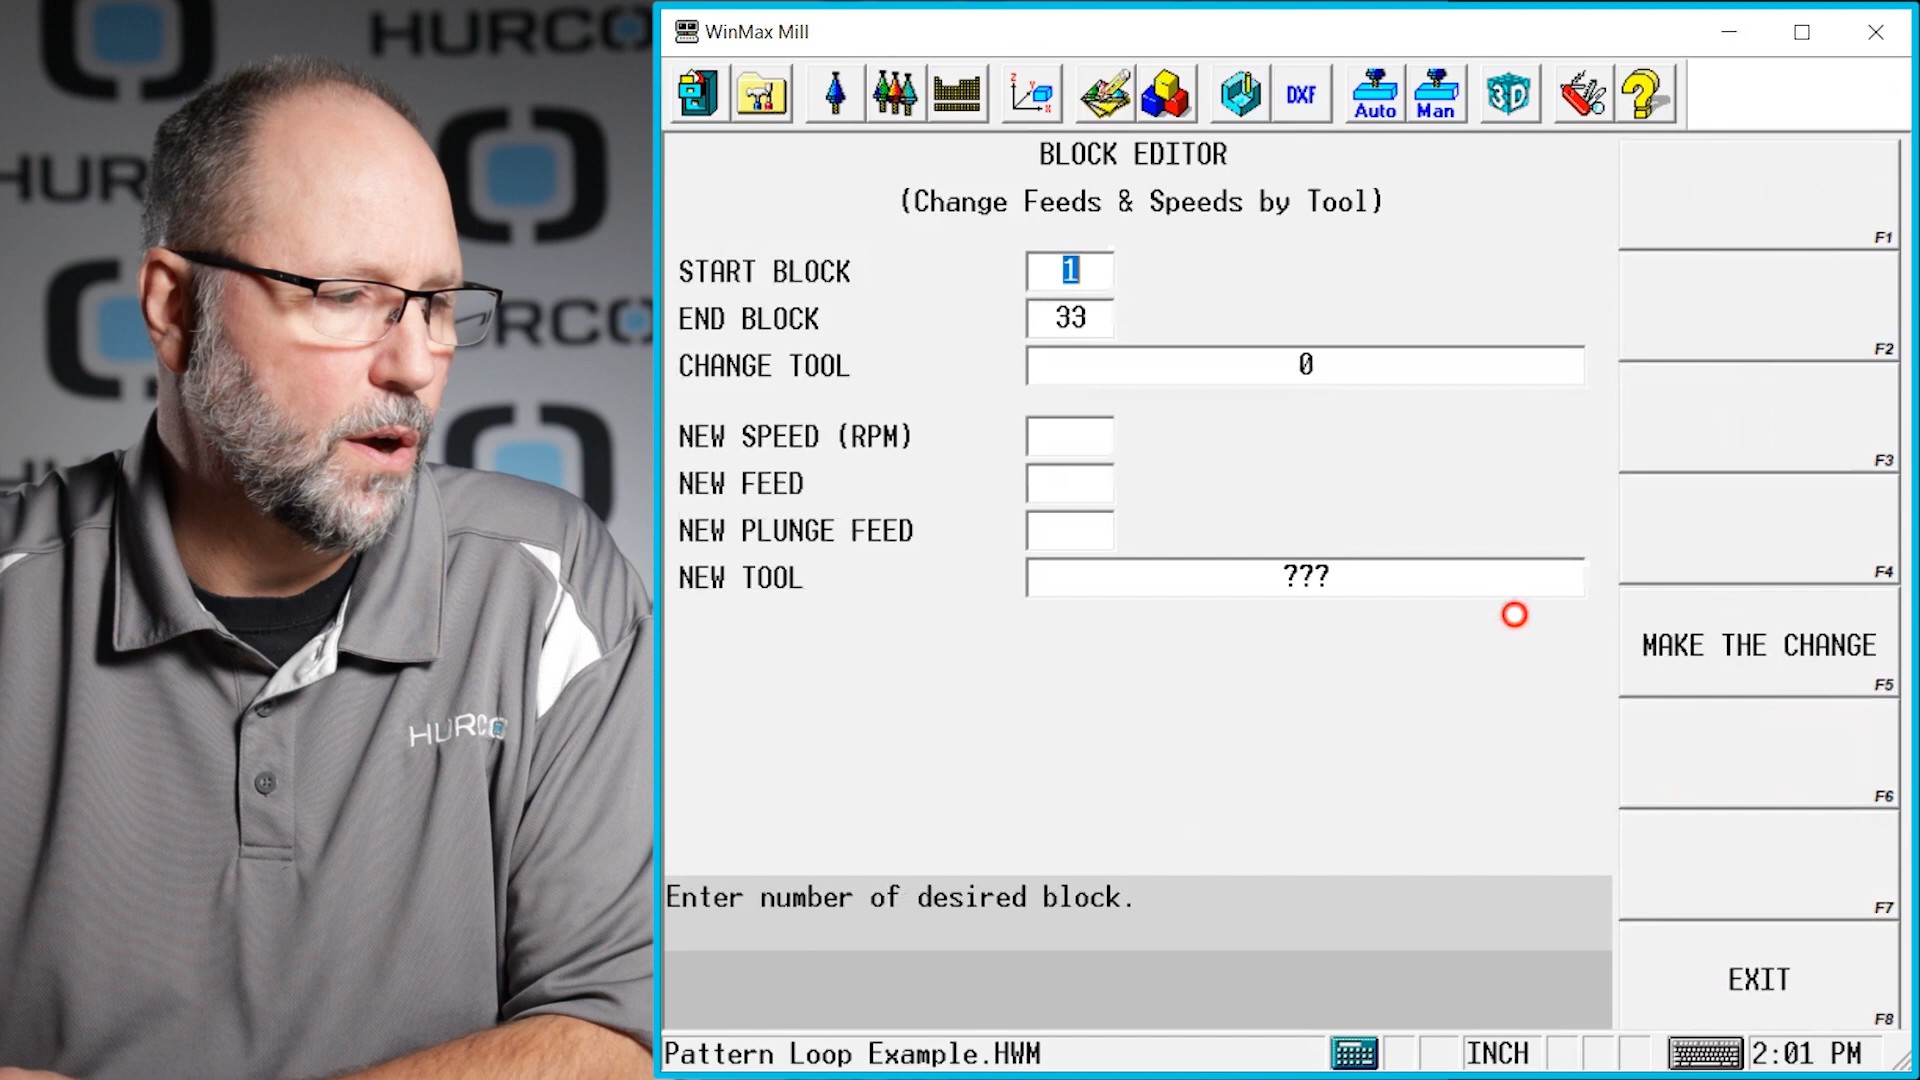 HURCO
HUR
RCO
HURCO
WinMax Mill
DXF
Auto
Man
3D
BLOCK EDITOR
(Change Feeds & Speeds by Tool)
START BLOCK 1
END BLOCK 33
CHANGE TOOL 0
NEW SPEED (RPM)
NEW FEED
NEW PLUNGE FEED
NEW TOOL ???
F1
F2
F3
F4
MAKE THE CHANGE
F5
F6
F7
EXIT
F8
Enter number of desired block.
Pattern Loop Example.HWM
INCH
2:01 PM